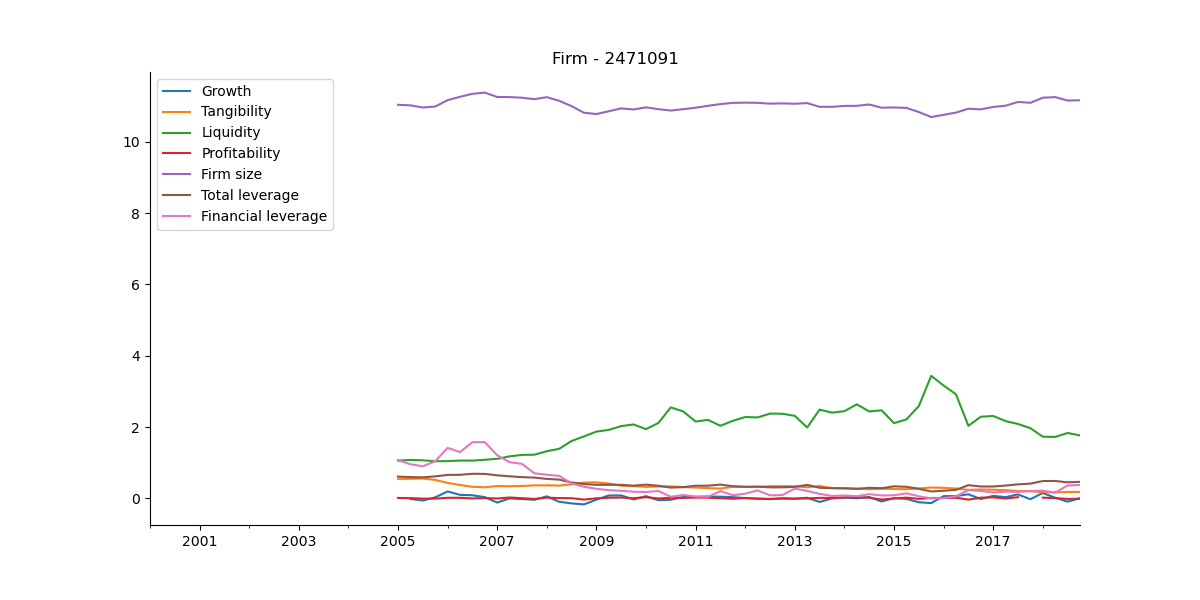 Firm - 2471091
Growth
Tangibility
Liquidity
Profitability
Firm size
Total leverage
Financial leverage
10
8
6
4
2
0
2001 2003 2005 2007 2009 2011 2013 2015 2017